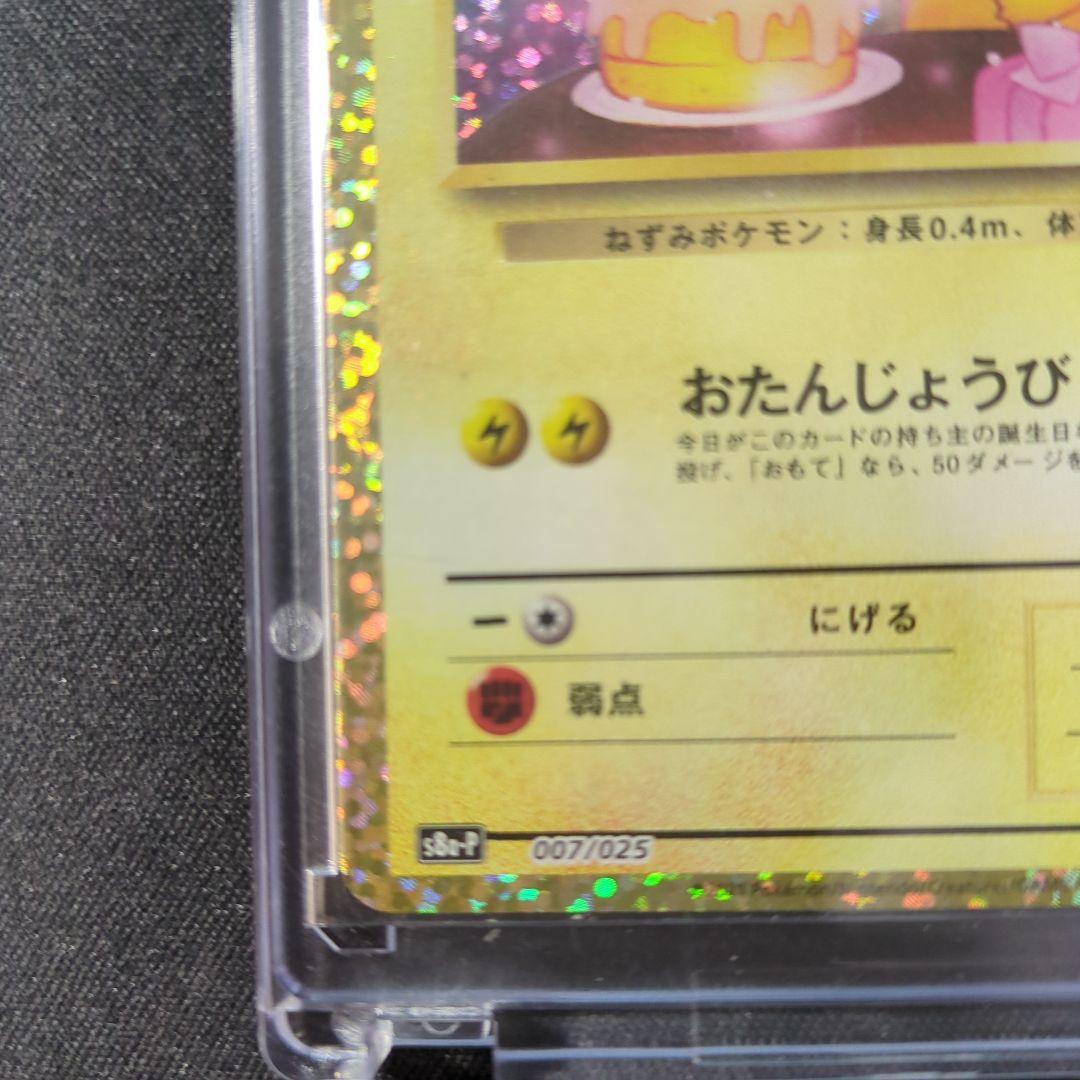 ねずみポケモン：身長0.4m、体
おたんじょうび
今日がこのカードの持ち主の誕生日
投げ、「おもて」なら、50ダメージを
にげる
弱点
s8a-P 007/025